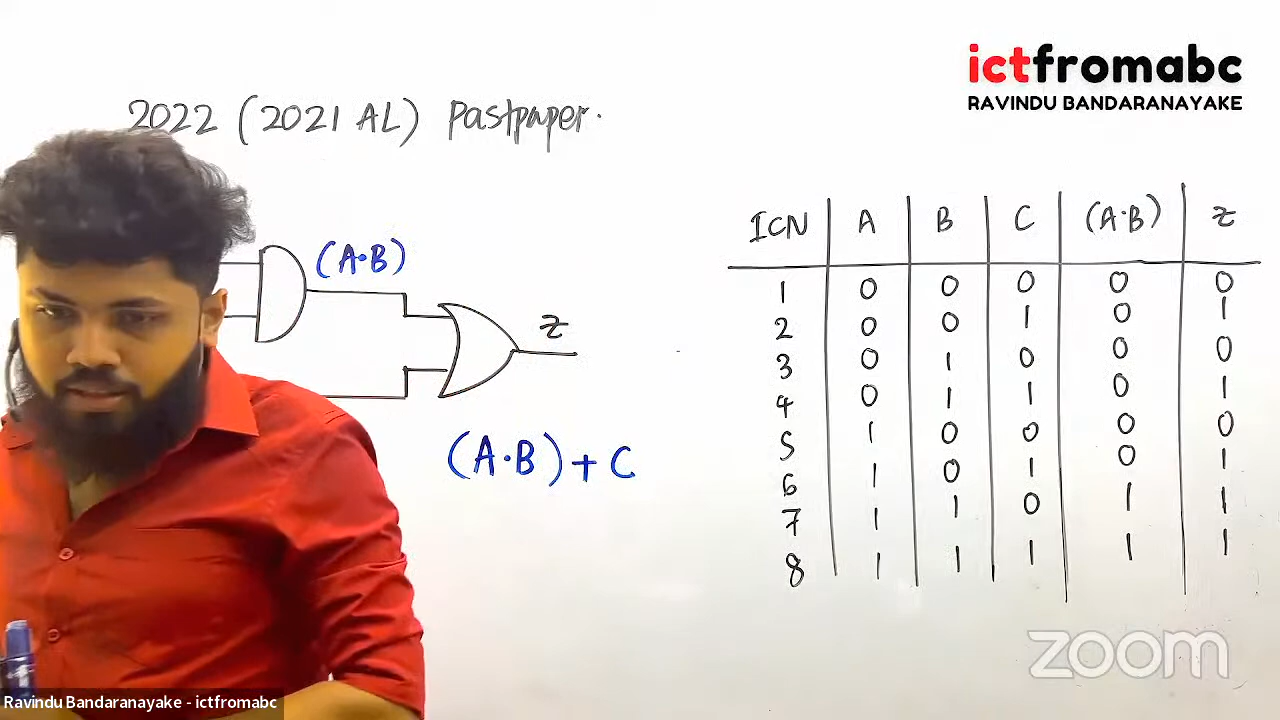 ictfromabc
RAVINDU BANDARANAYAKE
2022 (2021 AL) Pastpaper.
(A·B)
z
(A·B)+C
ICN A B C (A·B) z
1 0 0 0 0 0
2 0 0 1 0 1
3 0 1 0 0 0
4 0 1 1 0 1
5 1 0 0 0 0
6 1 0 1 0 1
7 1 1 0 1 1
8 1 1 1 1 1
zoom
Ravindu Bandaranayake - ictfromabc